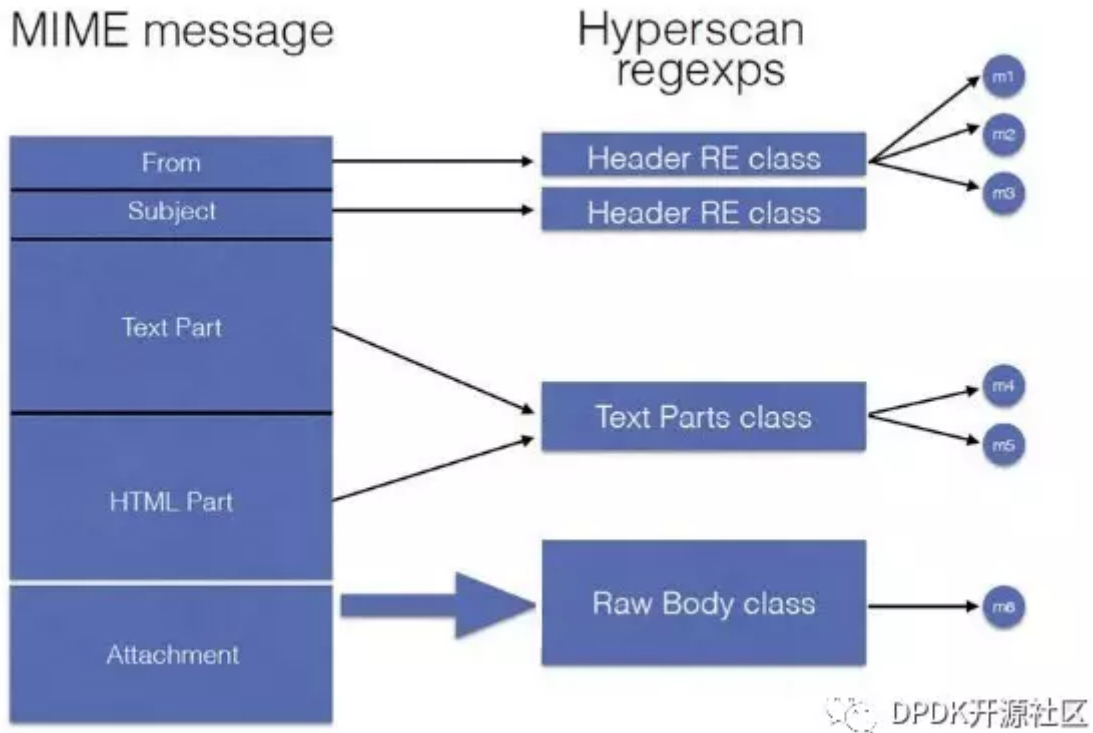 MIME message
Hyperscan
regexps
From
Subject
Text Part
HTML Part
Attachment
Header RE class
Header RE class
Text Parts class
Raw Body class
m1
m2
m3
m4
m5
m6
DPDK开源社区